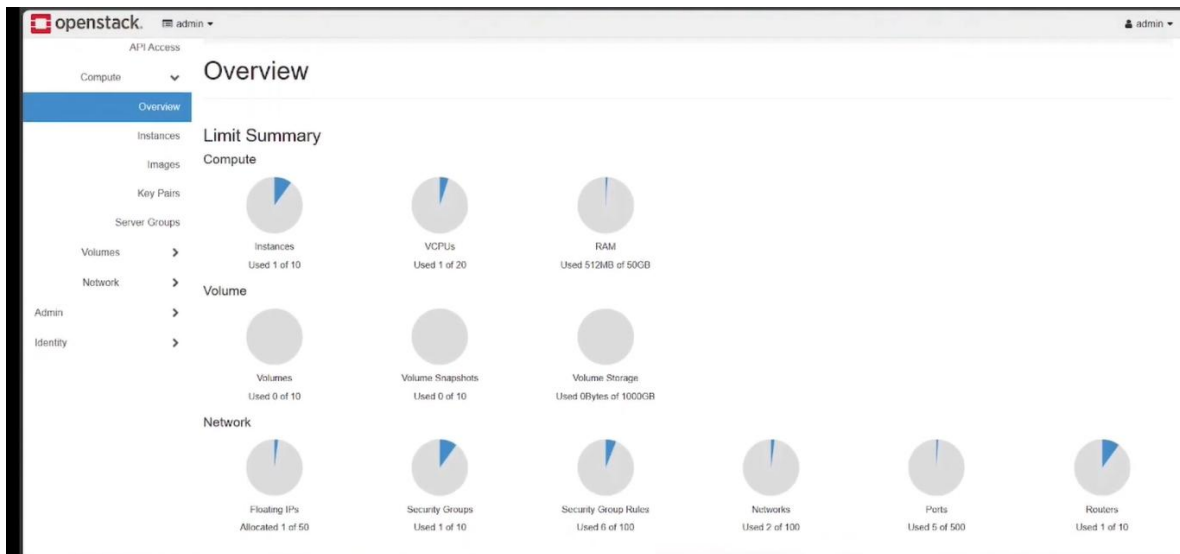 openstack. admin admin
API Access
Compute
Overview
Instances
Images
Key Pairs
Server Groups
Volumes
Network
Admin
Identity
Overview
Limit Summary
Compute
Instances
Used 1 of 10
VCPUs
Used 1 of 20
RAM
Used 512MB of 50GB
Volume
Volumes
Used 0 of 10
Volume Snapshots
Used 0 of 10
Volume Storage
Used 0Bytes of 1000GB
Network
Floating IPs
Allocated 1 of 50
Security Groups
Used 1 of 10
Security Group Rules
Used 6 of 100
Networks
Used 2 of 100
Ports
Used 5 of 500
Routers
Used 1 of 10